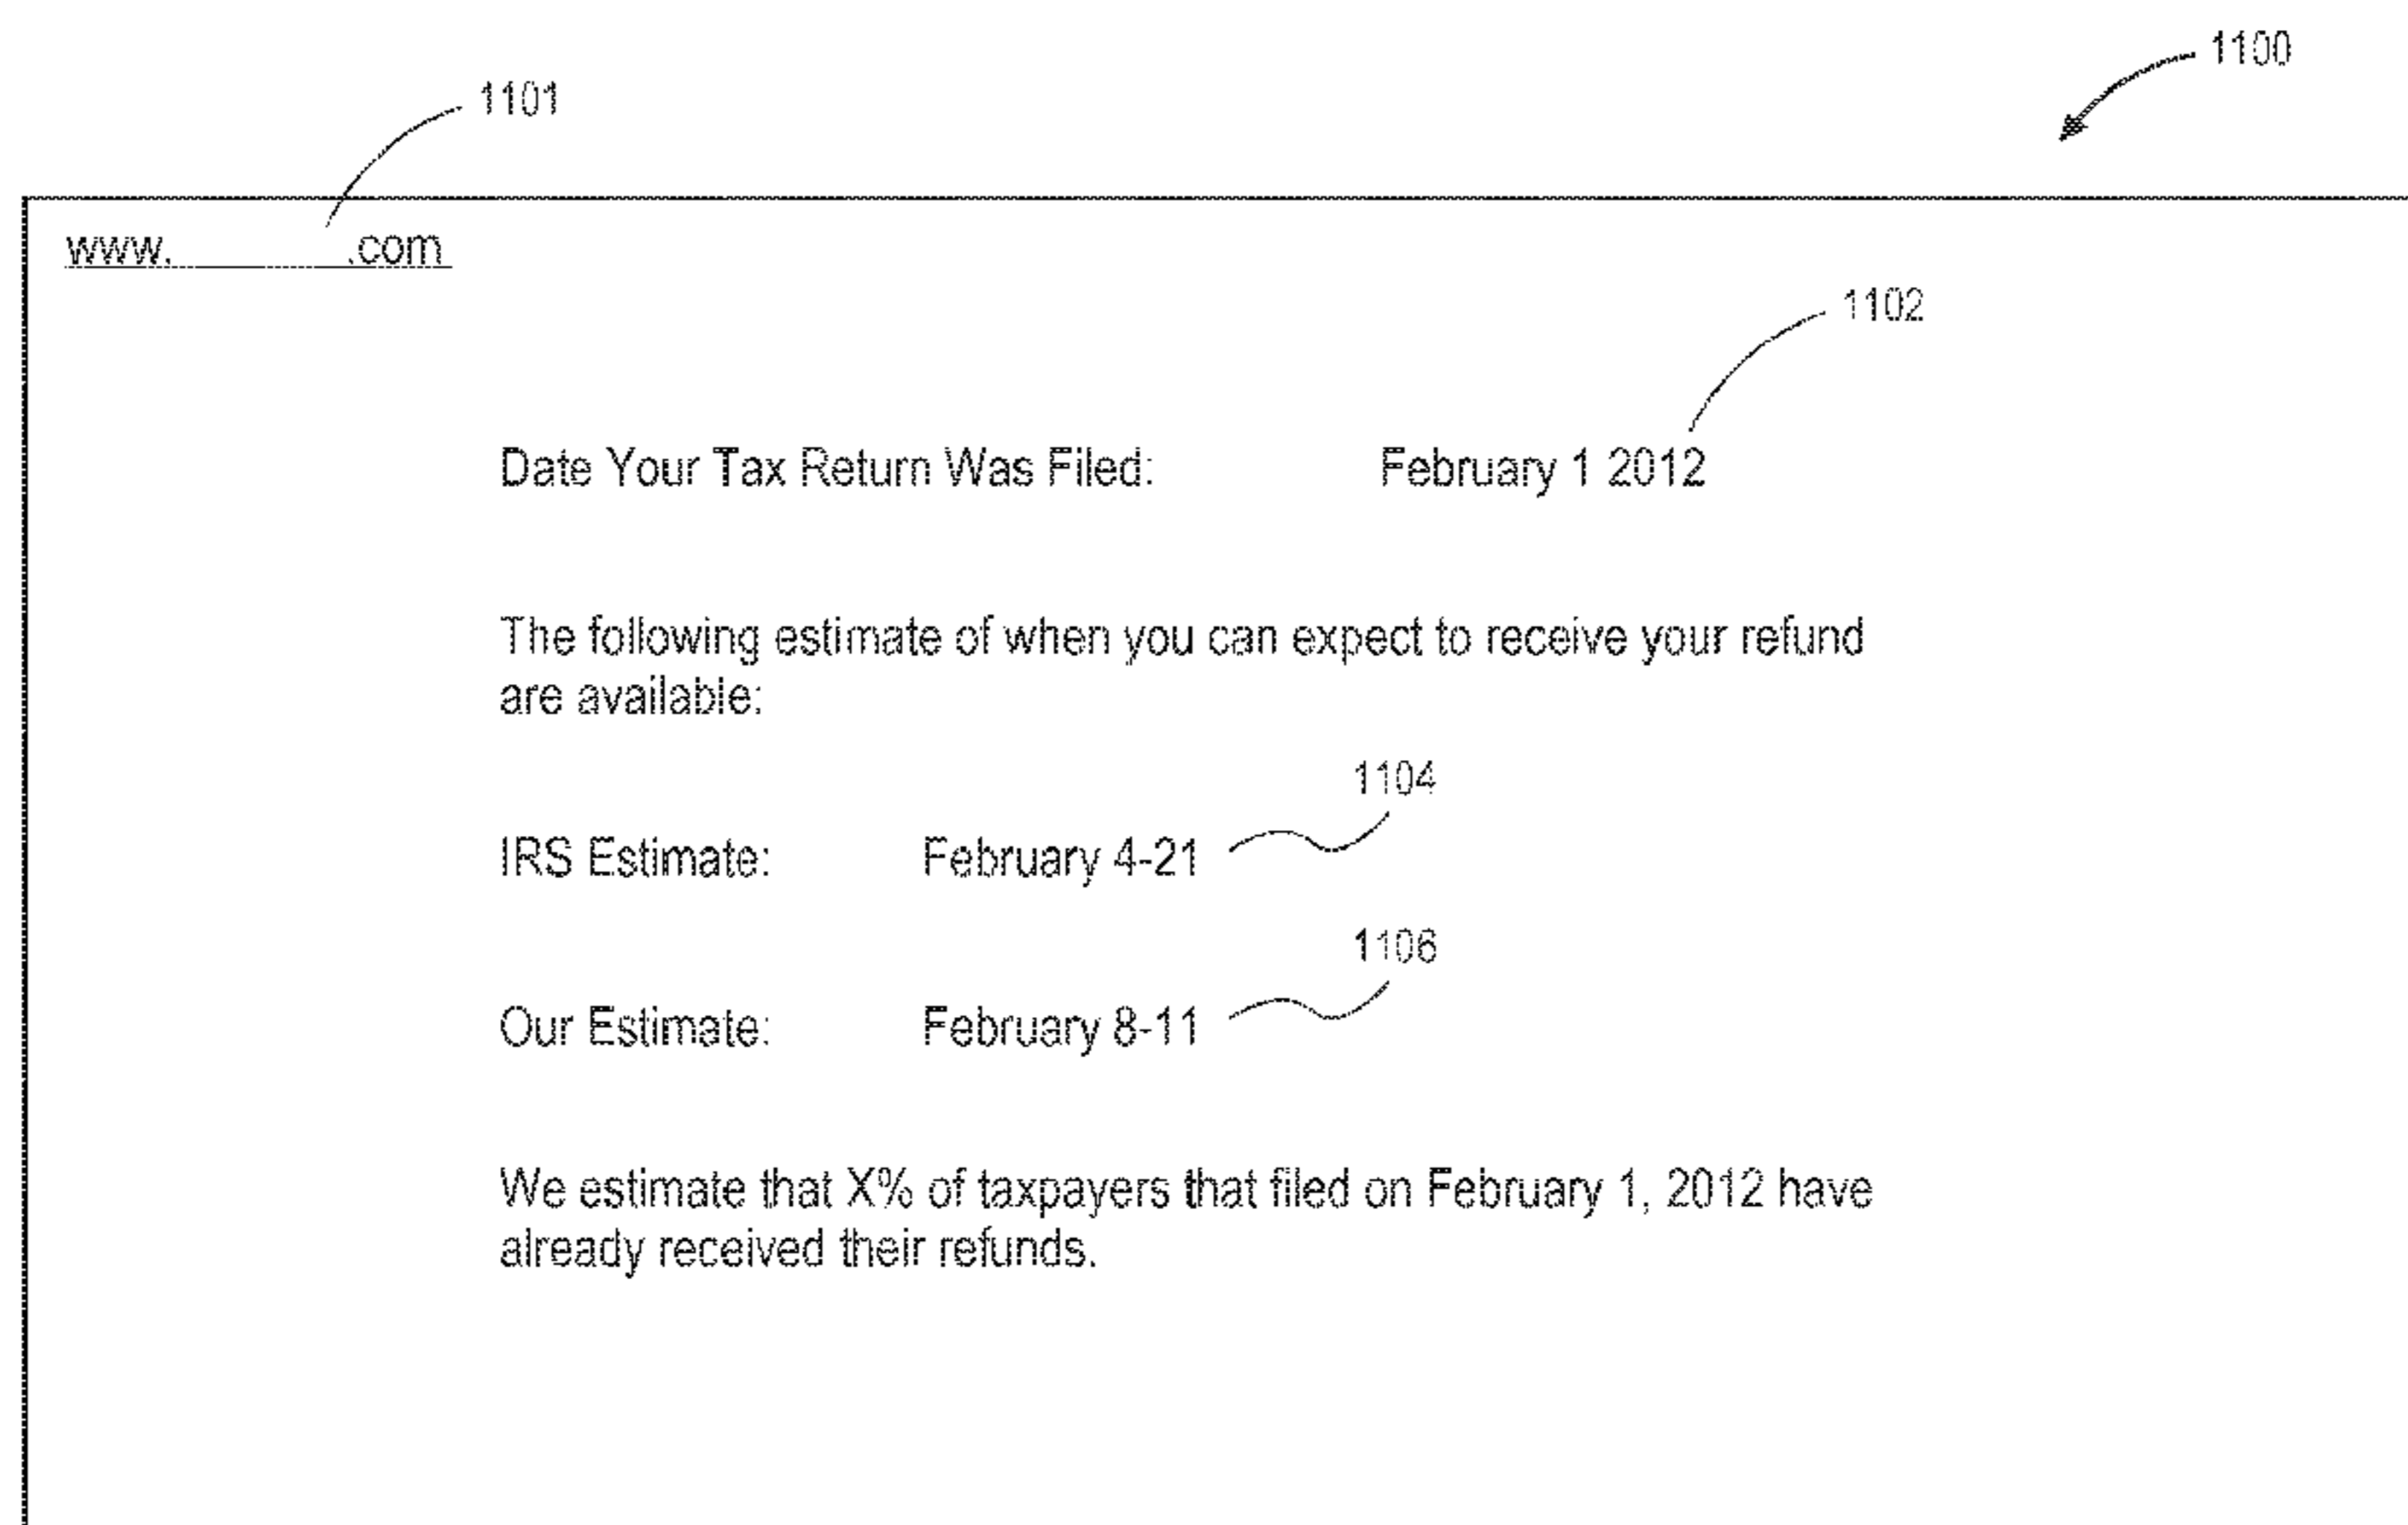 1100
1101
www. .com
1102
Date Your Tax Return Was Filed: February 1 2012
The following estimate of when you can expect to receive your refund
are available:
1104
IRS Estimate: February 4-21
1106
Our Estimate: February 8-11
We estimate that X% of taxpayers that filed on February 1, 2012 have
already received their refunds.